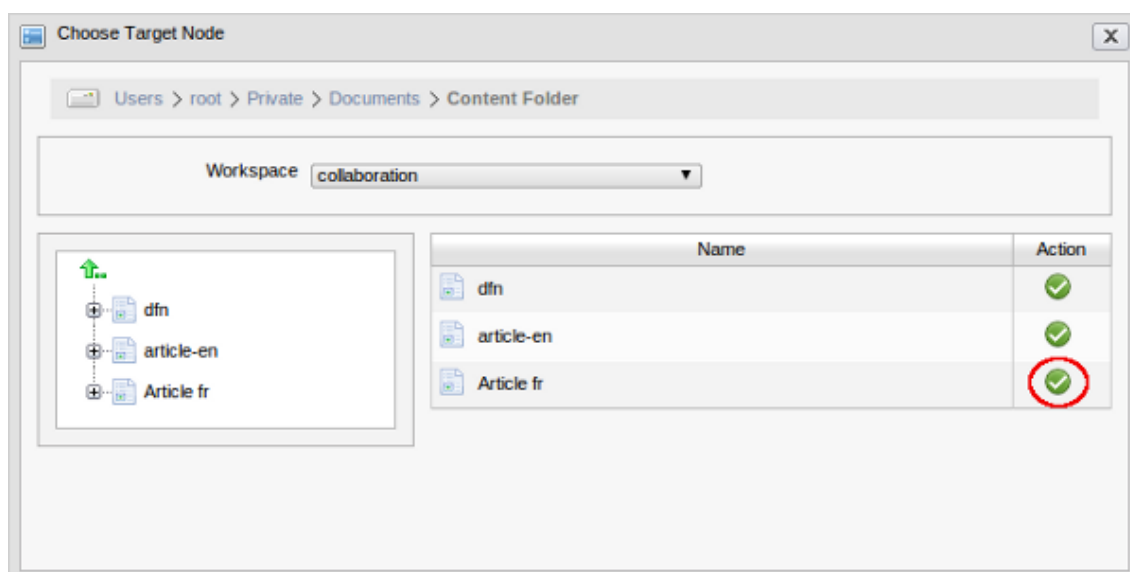 Choose Target Node
X
Users > root > Private > Documents > Content Folder
Workspace collaboration
Name Action
dfn
article-en
Article fr
dfn
article-en
Article fr